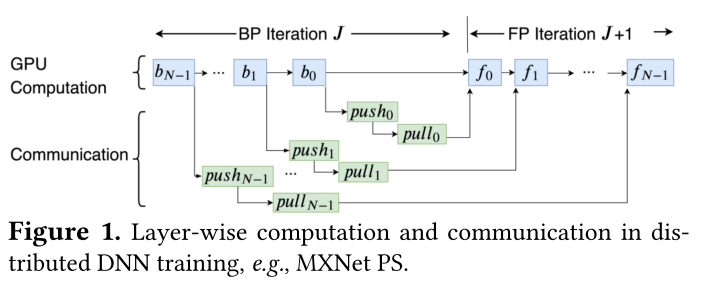 BP Iteration J
FP Iteration J+1
GPU Computation
b_{N−1} ... b_1 b_0 f_0 f_1 ... f_{N−1}
push_0
pull_0
Communication
push_1
push_{N−1} ... pull_1
pull_{N−1}
Figure 1. Layer-wise computation and communication in dis-
tributed DNN training, e.g., MXNet PS.